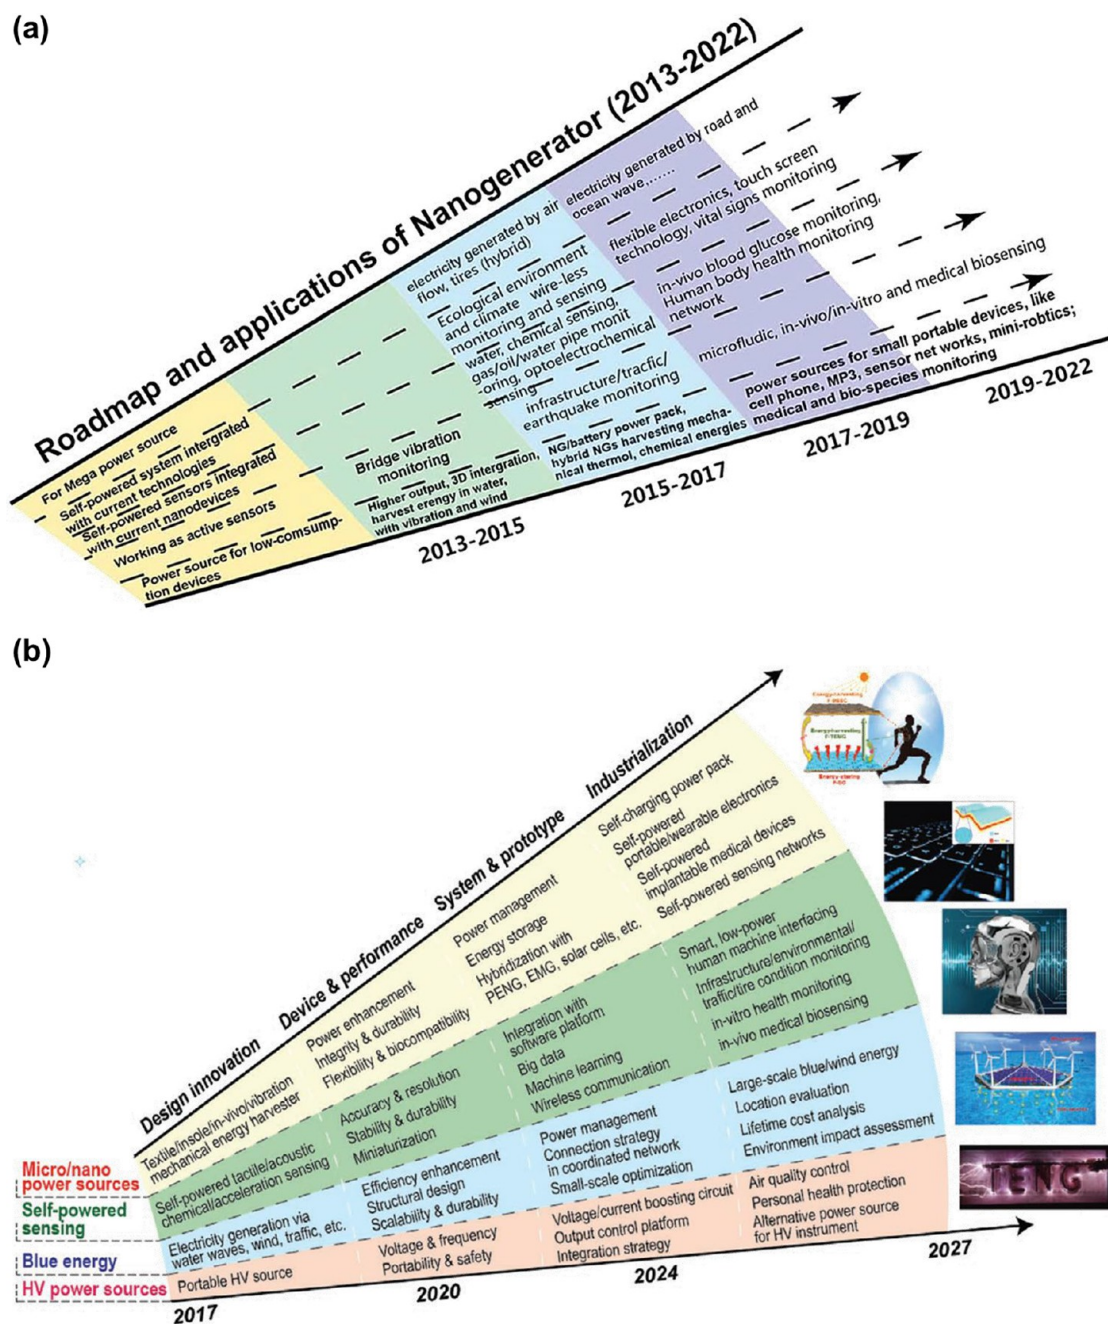 (a)
Roadmap and applications of Nanogenerator (2013-2022)
For Mega power source
Self-powered system intergrated
with current technologies
Self-powered sensors integrated
with current nanodevices
Working as active sensors
Power source for low-comsump-
tion devices
Bridge vibration
monitoring
Higher output, 3D intergration,
harvest energy in water,
with vibration and wind
2013-2015
electricity generated by air
flow, tires (hybrid)
Ecological environment
and climate wire-less
monitoring and sensing
water, chemical sensing,
gas/oil/water pipe monit
oring, optoelectrochemical
sensing
infrastructure/tracfic/
earthquake monitoring
NG/battery power pack,
hybrid NGs harvesting mecha-
nical thermol, chemical energies
2015-2017
electricity generated by road and
ocean wave,......
flexible electronics, touch screen
technology, vital signs monitoring
in-vivo blood glucose monitoring,
Human body health monitoring
network
microfludic, in-vivo/in-vitro and medical biosensing
power sources for small portable devices, like
cell phone, MP3, sensor net works, mini-robtics;
medical and bio-species monitoring
2017-2019
2019-2022
(b)
Design innovation
Device & performance
System & prototype
Industrialization
Micro/nano
power sources
Self-powered
sensing
Blue energy
HV power sources
Textile/insole/in-vivo/vibration
mechanical energy harvester
Power enhancement
Integrity & durability
Flexibility & biocompatibility
Power management
Energy storage
Hybridization with
PENG, EMG, solar cells, etc.
Self-charging power pack
Self-powered
portable/wearable electronics
Self-powered
implantable medical devices
Self-powered sensing networks
Self-powered tactile/acoustic
chemical/acceleration sensing
Accuracy & resolution
Stability & durability
Miniaturization
Integration with
software platform
Big data
Machine learning
Wireless communication
Smart, low-power
human machine interfacing
Infrastructure/environmental/
traffic/tire condition monitoring
in-vitro health monitoring
in-vivo medical biosensing
Electricity generation via
water waves, wind, traffic, etc.
Efficiency enhancement
Structural design
Scalability & durability
Power management
Connection strategy
in coordinated network
Small-scale optimization
Large-scale blue/wind energy
Location evaluation
Lifetime cost analysis
Environment impact assessment
Portable HV source
Voltage & frequency
Portability & safety
Voltage/current boosting circuit
Output control platform
Integration strategy
Air quality control
Personal health protection
Alternative power source
for HV instrument
2017
2020
2024
2027
Energy-harvesting
Energy-harvesting
F-TENG
Energy-storing
TENG